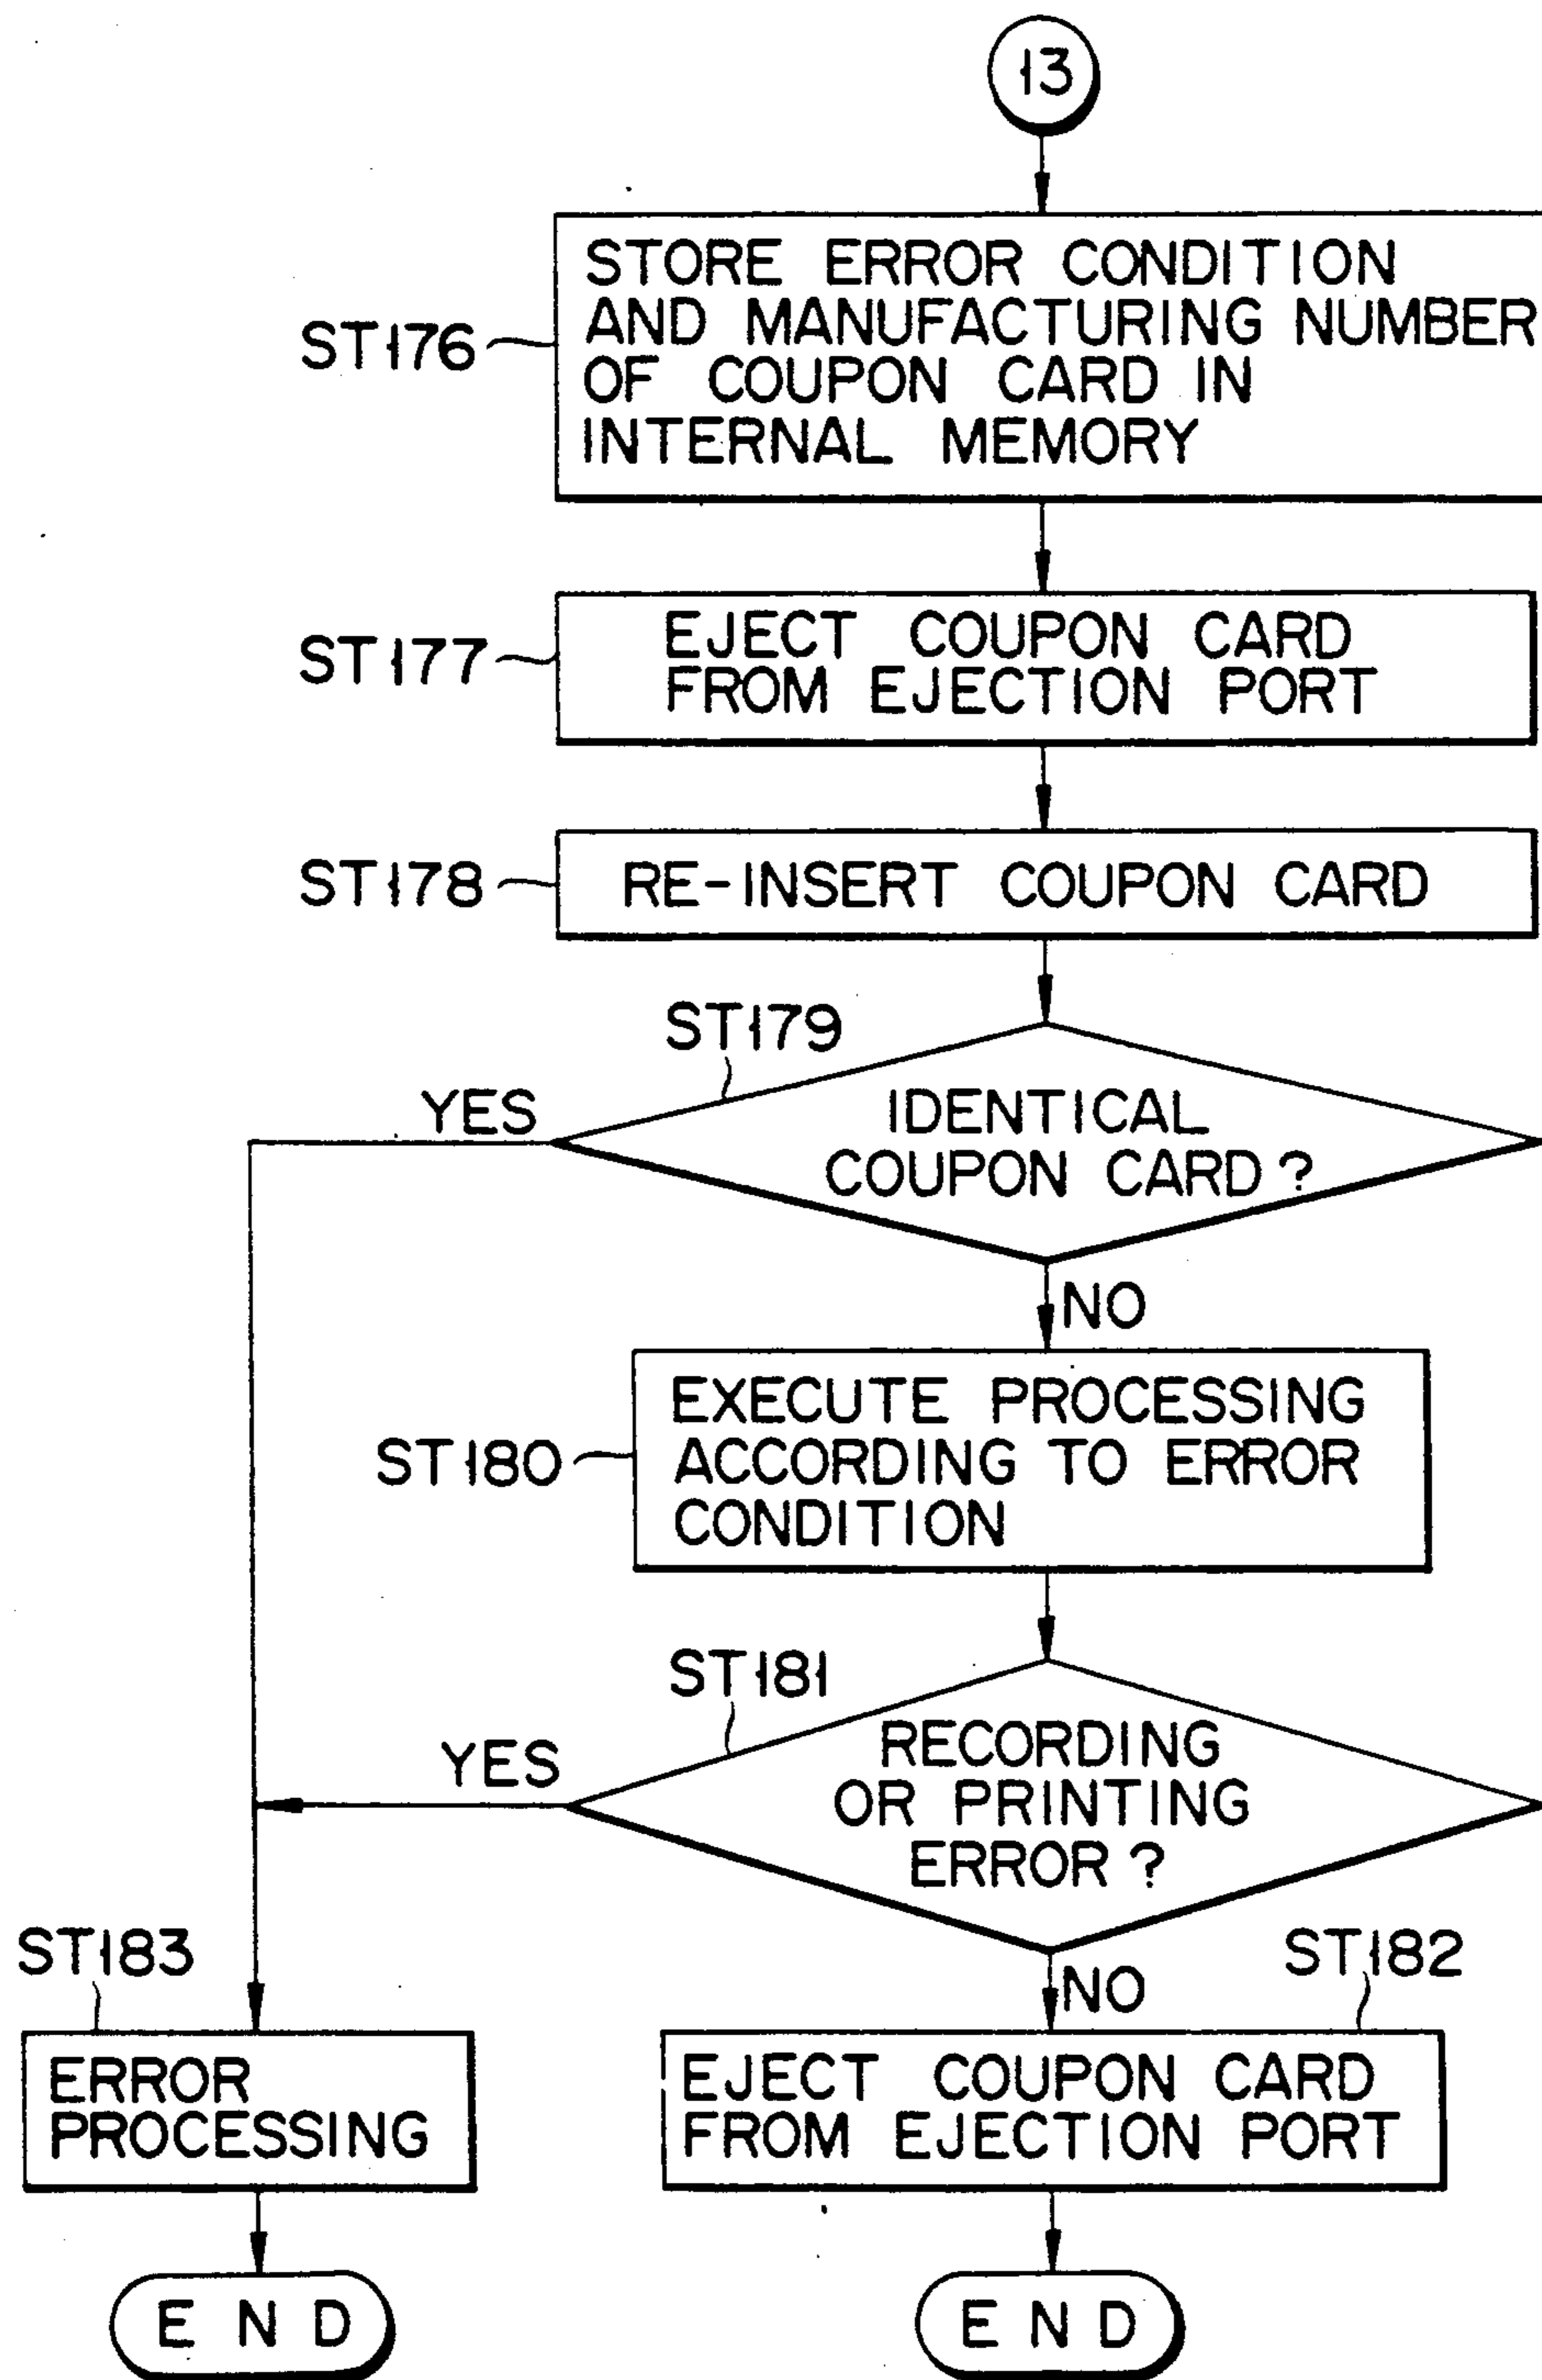 13
ST176
STORE ERROR CONDITION
AND MANUFACTURING NUMBER
OF COUPON CARD IN
INTERNAL MEMORY
ST177
EJECT COUPON CARD
FROM EJECTION PORT
ST178
RE-INSERT COUPON CARD
ST179
YES
IDENTICAL
COUPON CARD?
NO
ST180
EXECUTE PROCESSING
ACCORDING TO ERROR
CONDITION
ST181
YES
RECORDING
OR PRINTING
ERROR?
NO
ST183
ERROR
PROCESSING
ST182
EJECT COUPON CARD
FROM EJECTION PORT
END
END